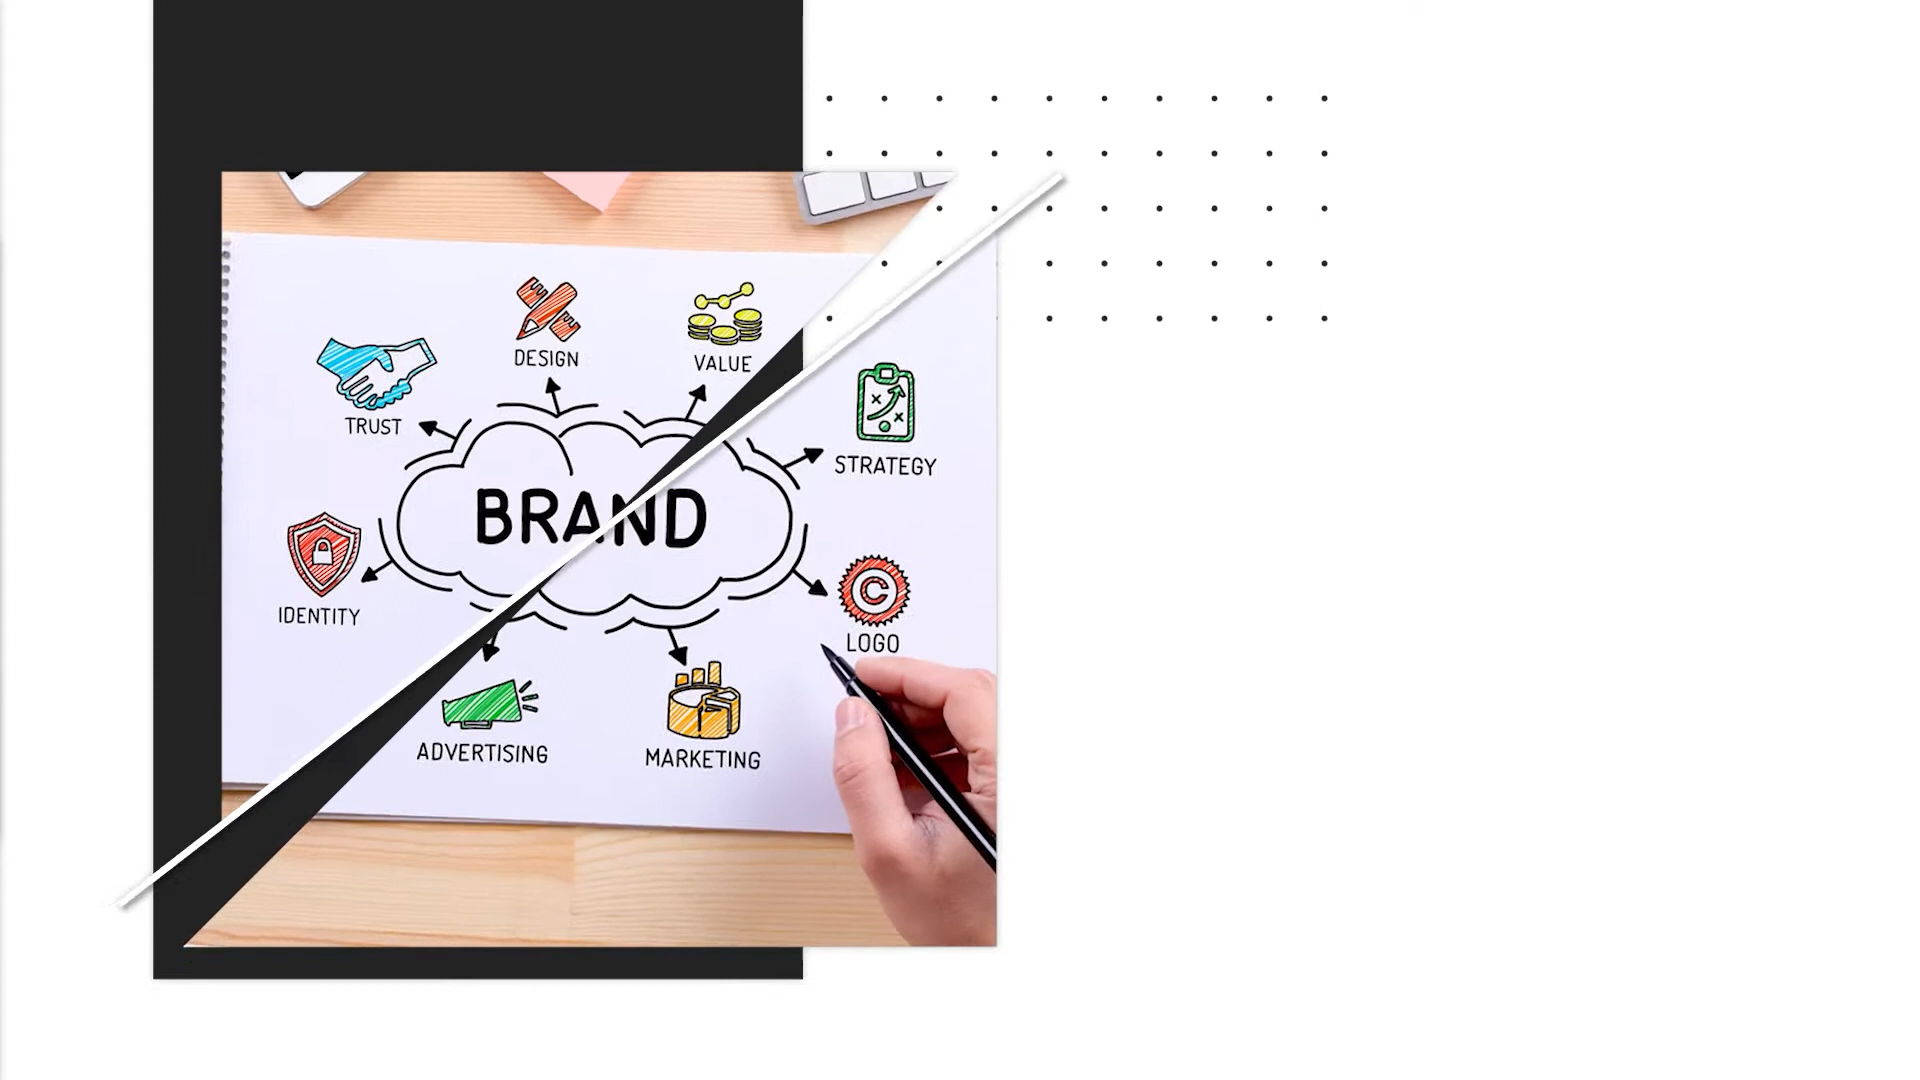 DESIGN
VALUE
TRUST
STRATEGY
BRAND
IDENTITY
LOGO
ADVERTISING
MARKETING